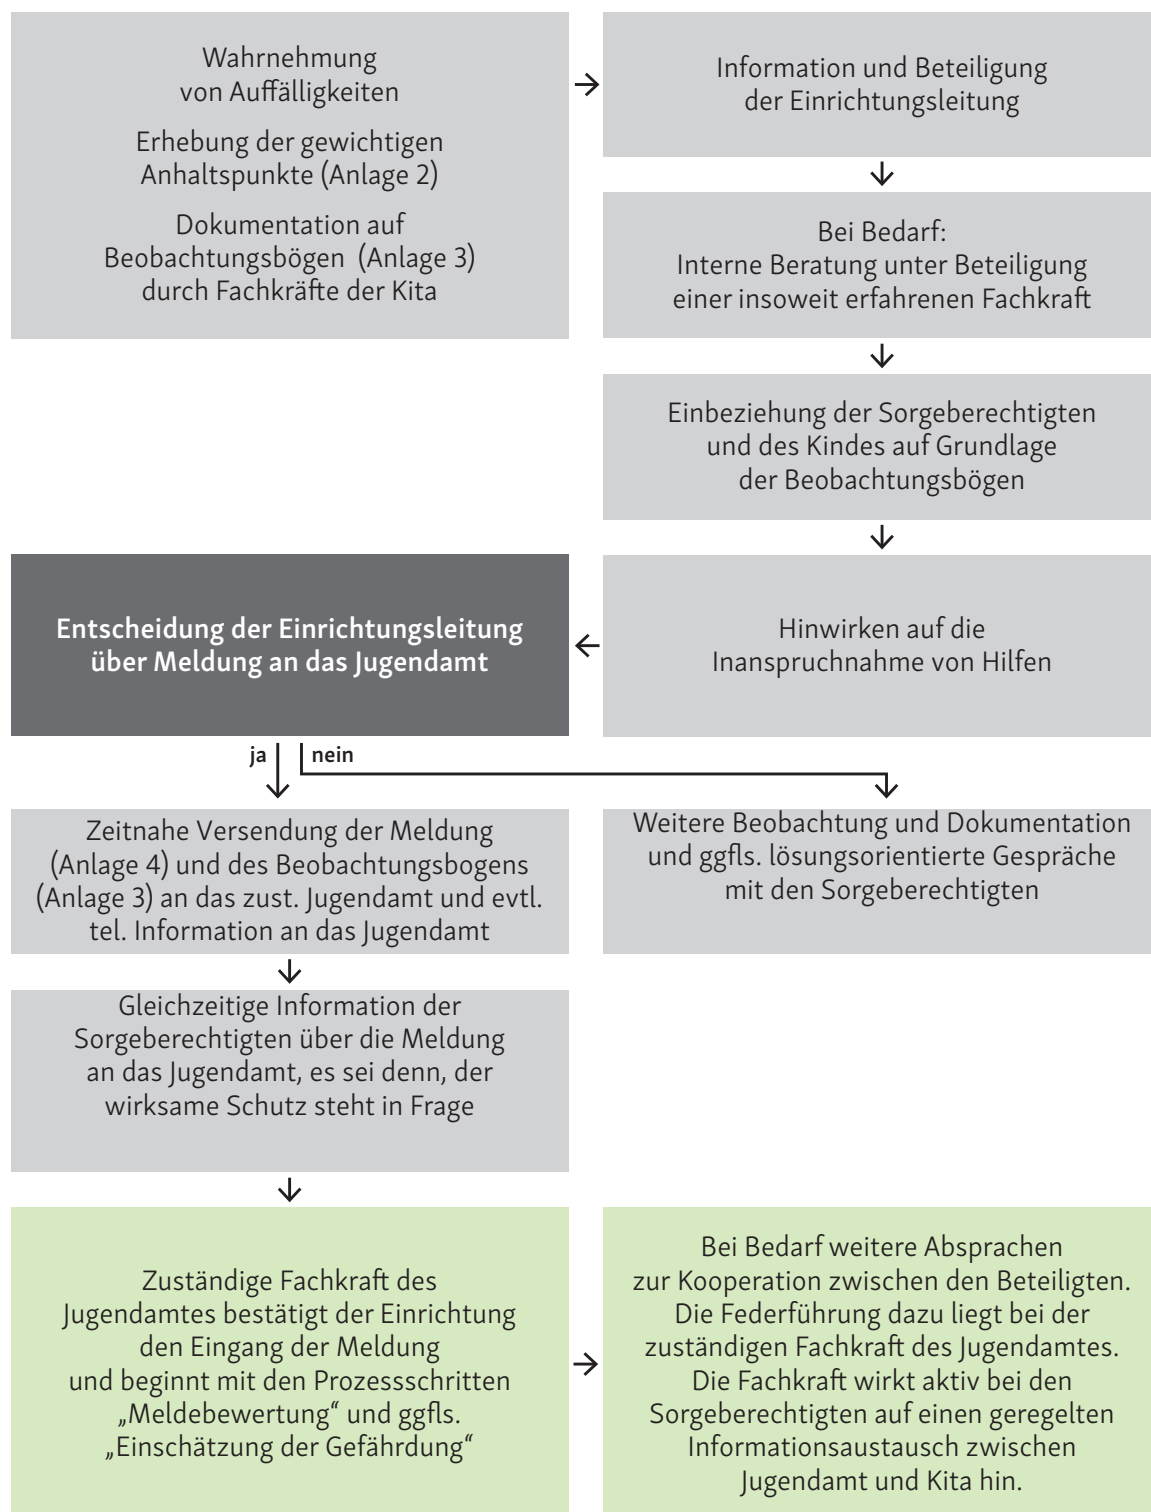 Wahrnehmung
von Auffälligkeiten
Erhebung der gewichtigen
Anhaltspunkte (Anlage 2)
Dokumentation auf
Beobachtungsbögen (Anlage 3)
durch Fachkräfte der Kita
Information und Beteiligung
der Einrichtungsleitung
Bei Bedarf:
Interne Beratung unter Beteiligung
einer insoweit erfahrenen Fachkraft
Einbeziehung der Sorgeberechtigten
und des Kindes auf Grundlage
der Beobachtungsbögen
Hinwirken auf die
Inanspruchnahme von Hilfen
Entscheidung der Einrichtungsleitung
über Meldung an das Jugendamt
ja
nein
Zeitnahe Versendung der Meldung
(Anlage 4) und des Beobachtungsbogens
(Anlage 3) an das zust. Jugendamt und evtl.
tel. Information an das Jugendamt
Weitere Beobachtung und Dokumentation
und ggfls. lösungsorientierte Gespräche
mit den Sorgeberechtigten
Gleichzeitige Information der
Sorgeberechtigten über die Meldung
an das Jugendamt, es sei denn, der
wirksame Schutz steht in Frage
Zuständige Fachkraft des
Jugendamtes bestätigt der Einrichtung
den Eingang der Meldung
und beginnt mit den Prozessschritten
„Meldebewertung“ und ggfls.
„Einschätzung der Gefährdung“
Bei Bedarf weitere Absprachen
zur Kooperation zwischen den Beteiligten.
Die Federführung dazu liegt bei der
zuständigen Fachkraft des Jugendamtes.
Die Fachkraft wirkt aktiv bei den
Sorgeberechtigten auf einen geregelten
Informationsaustausch zwischen
Jugendamt und Kita hin.